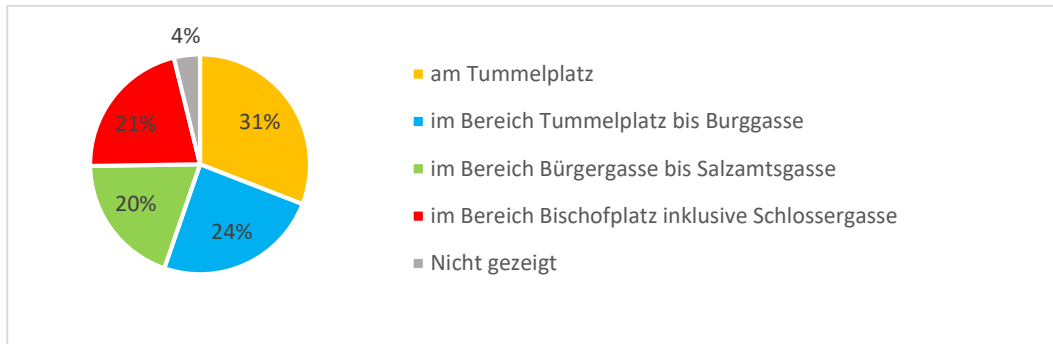 4%
31%
24%
20%
21%
am Tummelplatz
im Bereich Tummelplatz bis Burggasse
im Bereich Bürgergasse bis Salzamtsgasse
im Bereich Bischofplatz inklusive Schlossergasse
Nicht gezeigt